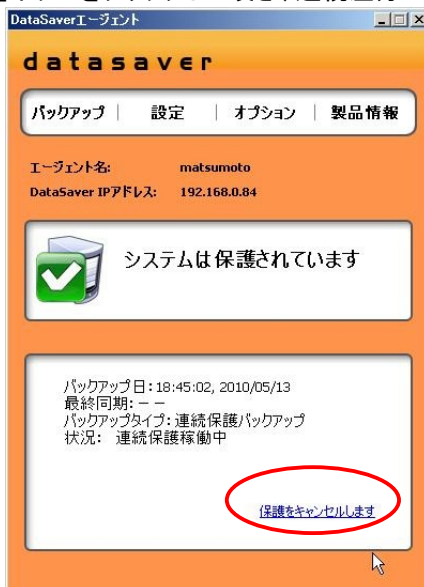 DataSaverエージェント
datasaver
バックアップ | 設定 | オプション | 製品情報
エージェント名: matsumoto
DataSaver IPアドレス: 192.168.0.84
システムは保護されています
バックアップ日:18:45:02, 2010/05/13
最終同期:－－
バックアップタイプ:連続保護バックアップ
状況: 連続保護稼働中
保護をキャンセルします